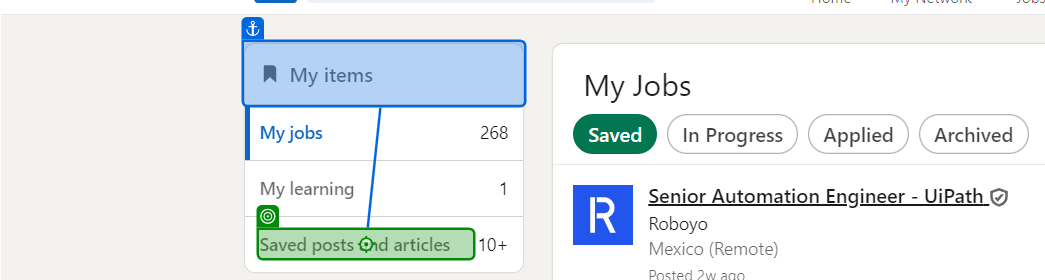 Home My Network Jobs
My items
My jobs 268
My learning 1
Saved posts and articles 10+
My Jobs
Saved In Progress Applied Archived
Senior Automation Engineer - UiPath
Roboyo
Mexico (Remote)
Posted 2w ago